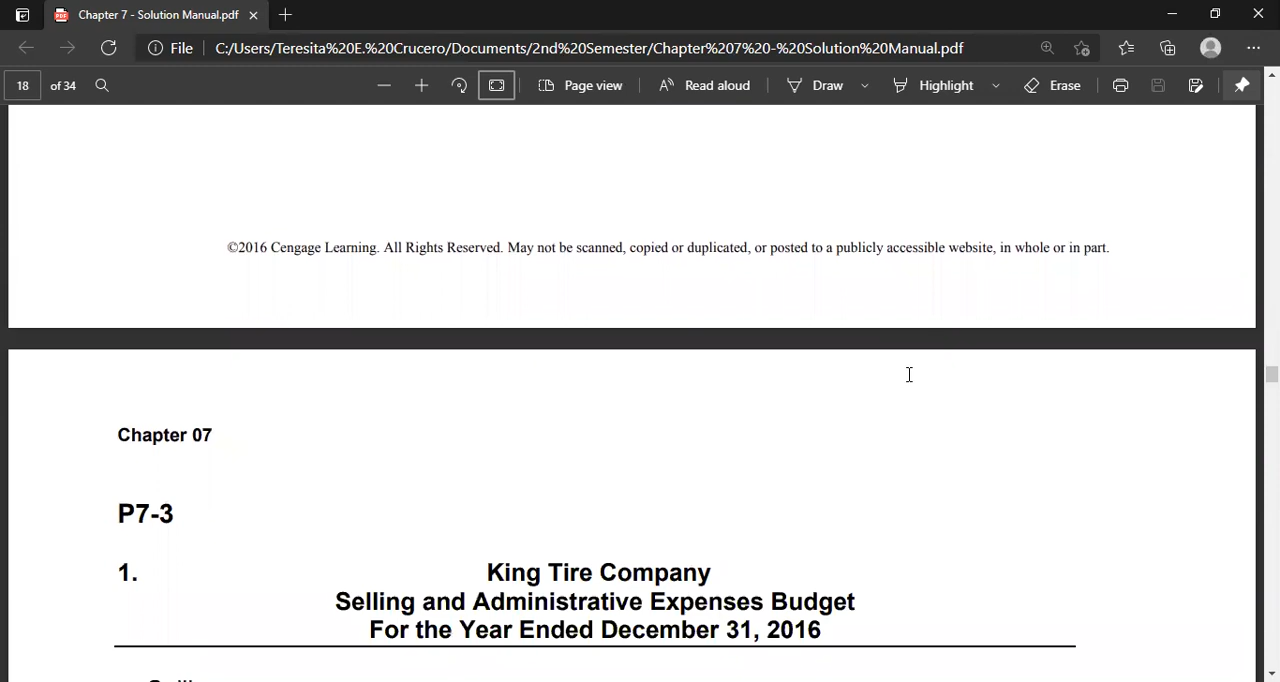 Chapter 7 - Solution Manual.pdf
File C:/Users/Teresita%20E.%20Crucero/Documents/2nd%20Semester/Chapter%207%20-%20Solution%20Manual.pdf
18 of 34 Page view Read aloud Draw Highlight Erase
©2016 Cengage Learning. All Rights Reserved. May not be scanned, copied or duplicated, or posted to a publicly accessible website, in whole or in part.
Chapter 07
P7-3
1. King Tire Company
Selling and Administrative Expenses Budget
For the Year Ended December 31, 2016